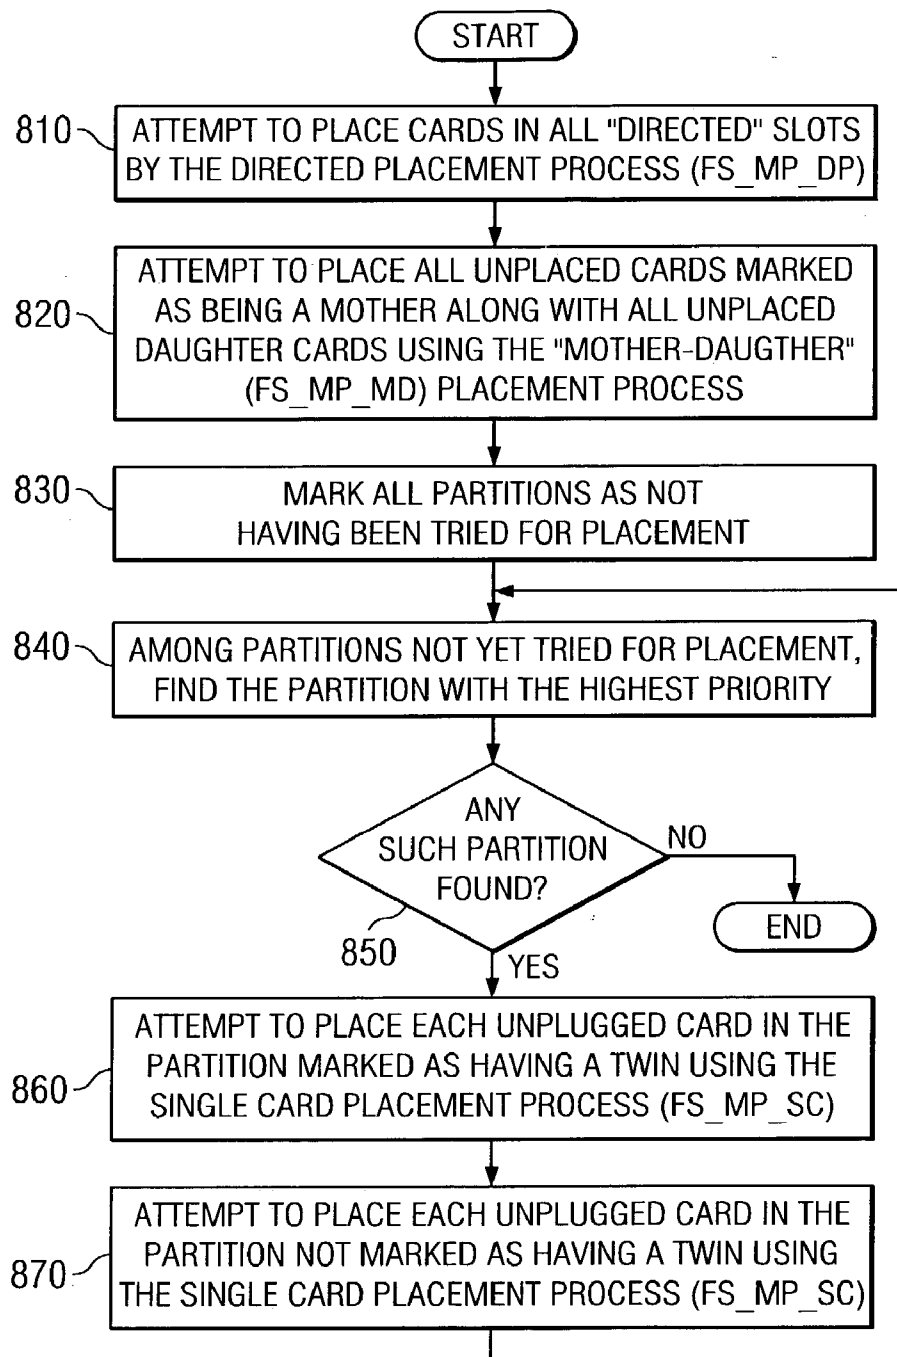 START
810
ATTEMPT TO PLACE CARDS IN ALL "DIRECTED" SLOTS
BY THE DIRECTED PLACEMENT PROCESS (FS_MP_DP)
820
ATTEMPT TO PLACE ALL UNPLACED CARDS MARKED
AS BEING A MOTHER ALONG WITH ALL UNPLACED
DAUGHTER CARDS USING THE "MOTHER-DAUGTHER"
(FS_MP_MD) PLACEMENT PROCESS
830
MARK ALL PARTITIONS AS NOT
HAVING BEEN TRIED FOR PLACEMENT
840
AMONG PARTITIONS NOT YET TRIED FOR PLACEMENT,
FIND THE PARTITION WITH THE HIGHEST PRIORITY
ANY
SUCH PARTITION
FOUND?
NO
END
850
YES
860
ATTEMPT TO PLACE EACH UNPLUGGED CARD IN THE
PARTITION MARKED AS HAVING A TWIN USING THE
SINGLE CARD PLACEMENT PROCESS (FS_MP_SC)
870
ATTEMPT TO PLACE EACH UNPLUGGED CARD IN THE
PARTITION NOT MARKED AS HAVING A TWIN USING
THE SINGLE CARD PLACEMENT PROCESS (FS_MP_SC)